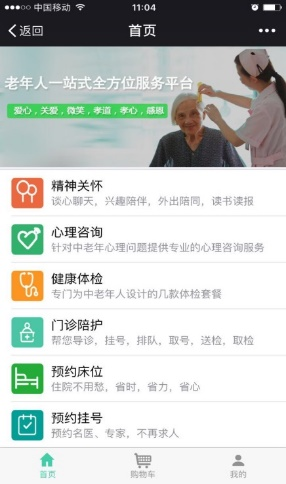 中国移动
11:04
返回
首页
老年人一站式全方位服务平台
爱心，关爱，微笑，孝道，孝心，感恩
精神关怀
谈心聊天，兴趣陪伴，外出陪同，读书读报
心理咨询
针对中老年心理问题提供专业的心理咨询服务
健康体检
专门为中老年人设计的几款体检套餐
门诊陪护
帮您导诊，挂号，排队。取号，送检，取检
预约床位
住院不用愁，省时，省力，省心
预约挂号
预约名医、专家，不再求人
首页
购物车
我的